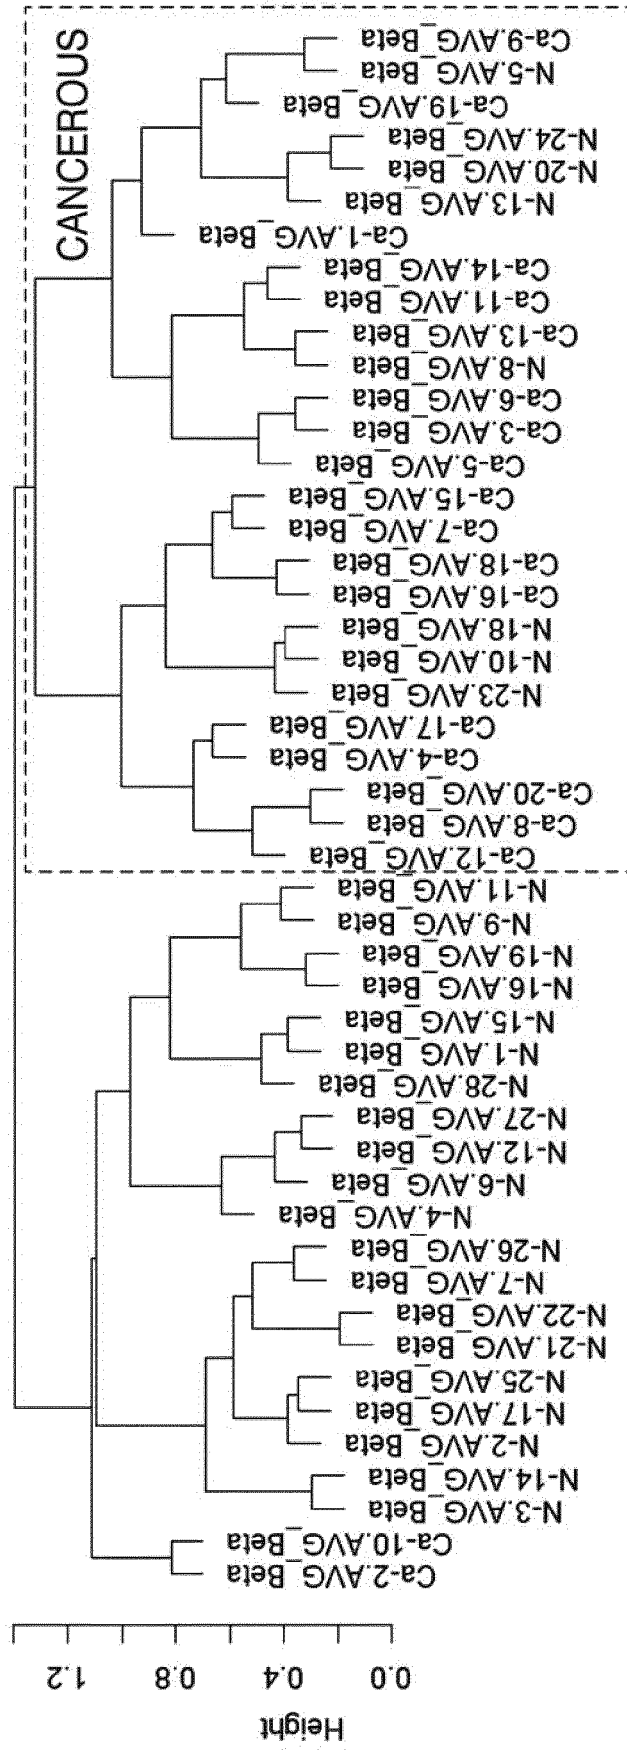 CANCEROUS
Ca-9.AVG_Beta
N-5.AVG_Beta
Ca-19.AVG_Beta
N-24.AVG_Beta
N-20.AVG_Beta
N-13.AVG_Beta
Ca-1.AVG_Beta
Ca-14.AVG_Beta
Ca-11.AVG_Beta
Ca-13.AVG_Beta
N-8.AVG_Beta
Ca-6.AVG_Beta
Ca-3.AVG_Beta
Ca-5.AVG_Beta
Ca-15.AVG_Beta
Ca-7.AVG_Beta
Ca-18.AVG_Beta
Ca-16.AVG_Beta
N-18.AVG_Beta
N-10.AVG_Beta
N-23.AVG_Beta
Ca-17.AVG_Beta
Ca-4.AVG_Beta
Ca-20.AVG_Beta
Ca-8.AVG_Beta
Ca-12.AVG_Beta
N-11.AVG_Beta
N-9.AVG_Beta
N-19.AVG_Beta
N-16.AVG_Beta
N-15.AVG_Beta
N-1.AVG_Beta
N-28.AVG_Beta
N-27.AVG_Beta
N-12.AVG_Beta
N-6.AVG_Beta
N-4.AVG_Beta
N-26.AVG_Beta
N-7.AVG_Beta
N-22.AVG_Beta
N-21.AVG_Beta
N-25.AVG_Beta
N-17.AVG_Beta
N-2.AVG_Beta
N-14.AVG_Beta
N-3.AVG_Beta
Ca-10.AVG_Beta
Ca-2.AVG_Beta
1.2 0.8 0.4 0.0
Height